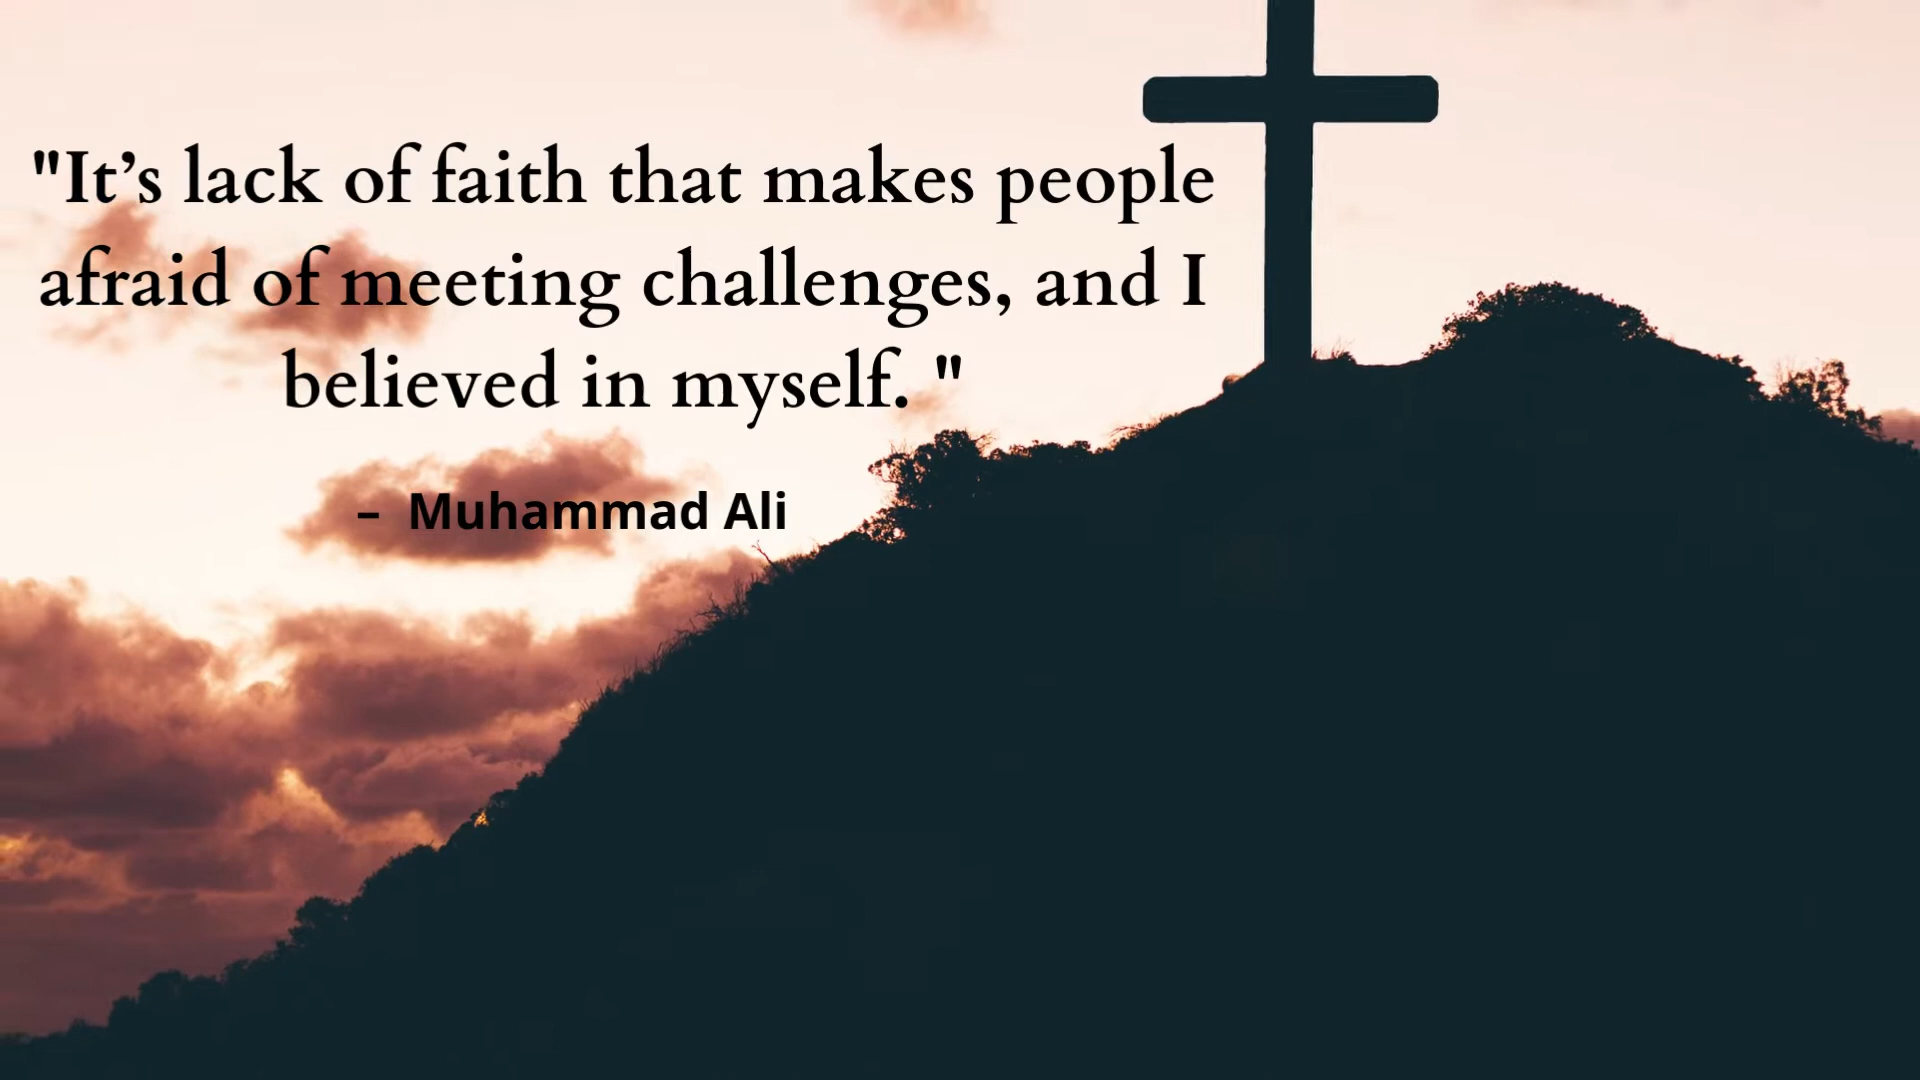 "It’s lack of faith that makes people
afraid of meeting challenges, and I
believed in myself. "
– Muhammad Ali